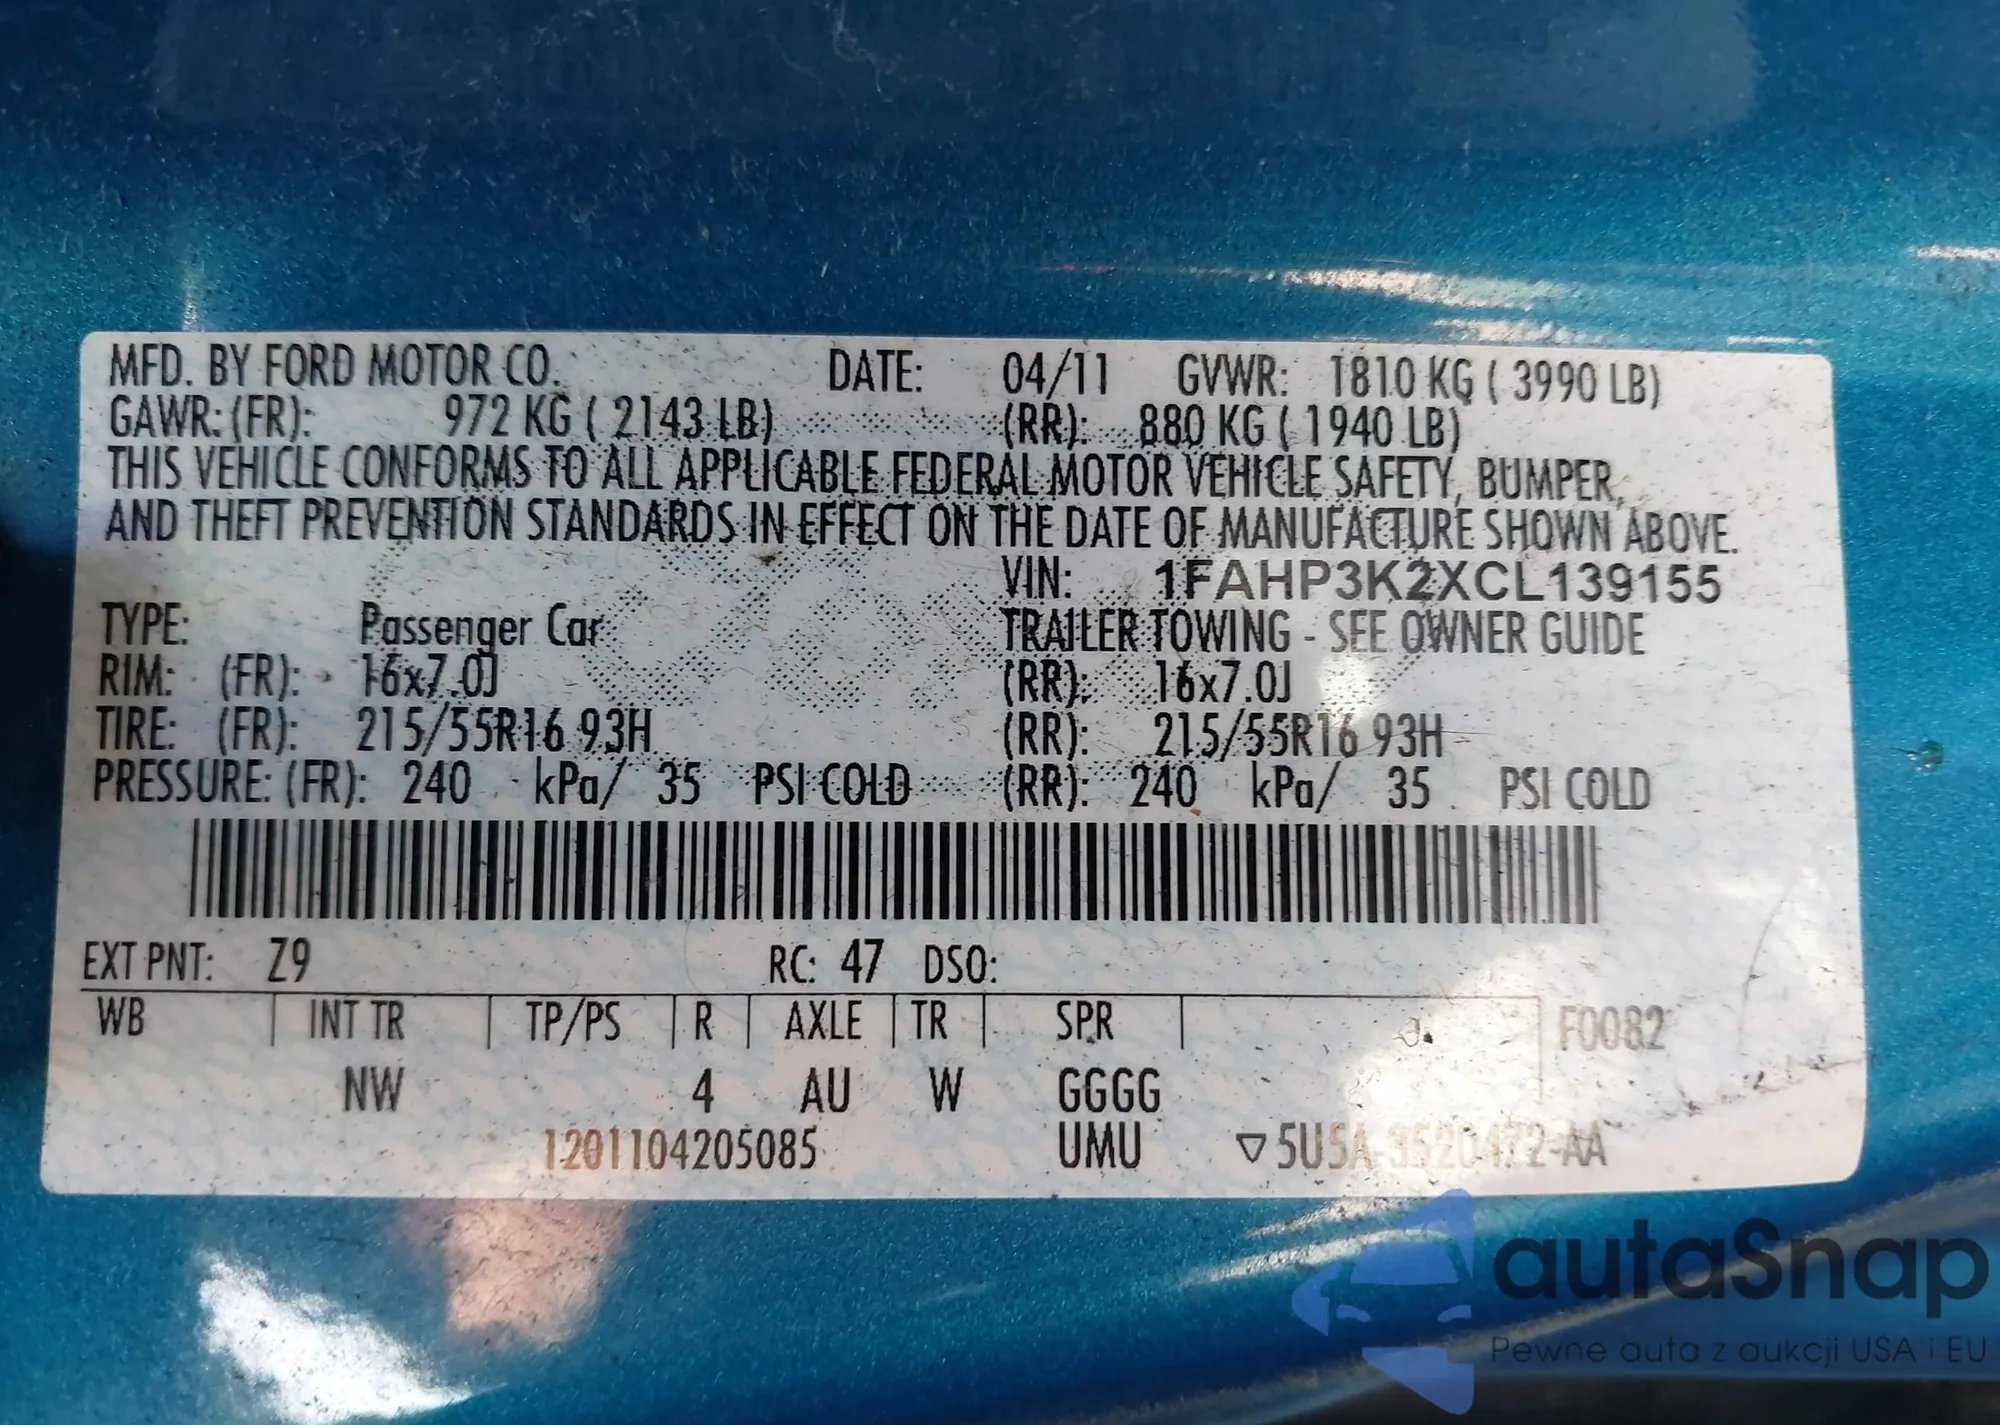 MFD. BY FORD MOTOR CO. DATE: 04/11 GVWR: 1810 KG ( 3990 LB)
GAWR: (FR): 972 KG ( 2143 LB) (RR): 880 KG ( 1940 LB)
THIS VEHICLE CONFORMS TO ALL APPLICABLE FEDERAL MOTOR VEHICLE SAFETY, BUMPER,
AND THEFT PREVENTION STANDARDS IN EFFECT ON THE DATE OF MANUFACTURE SHOWN ABOVE.
VIN: 1FAHP3K2XCL139155
TYPE: Passenger Car TRAILER TOWING - SEE OWNER GUIDE
RIM: (FR): 16x7.0J (RR): 16x7.0J
TIRE: (FR): 215/55R16 93H (RR): 215/55R16 93H
PRESSURE: (FR): 240 kPa/ 35 PSI COLD (RR): 240 kPa/ 35 PSI COLD
EXT PNT: Z9 RC: 47 DSO:
WB INT TR TP/PS R AXLE TR SPR F0082
NW 4 AU W GGGG
1201104205085 UMU ▽5U5A-3520472-AA
autaSnap
Pewne auta z aukcji USA i EU